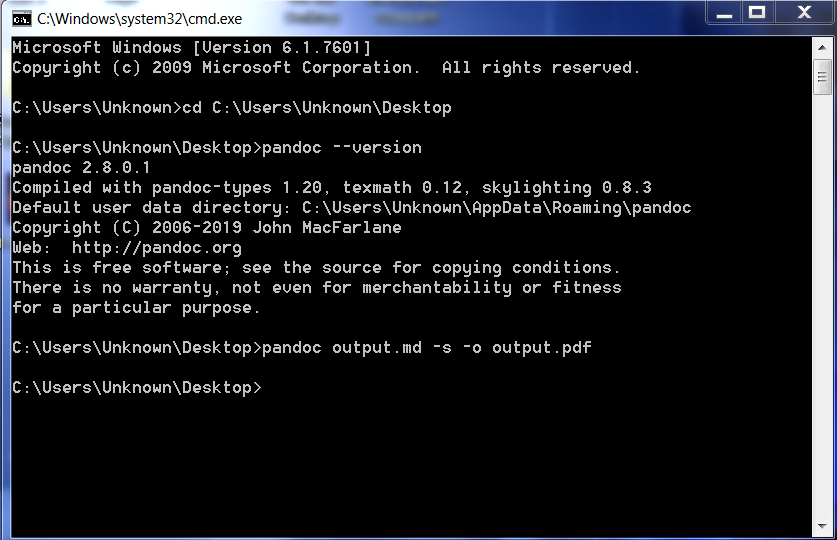 C:\Windows\system32\cmd.exe
Microsoft Windows [Version 6.1.7601]
Copyright (c) 2009 Microsoft Corporation.  All rights reserved.
C:\Users\Unknown>cd C:\Users\Unknown\Desktop
C:\Users\Unknown\Desktop>pandoc --version
pandoc 2.8.0.1
Compiled with pandoc-types 1.20, texmath 0.12, skylighting 0.8.3
Default user data directory: C:\Users\Unknown\AppData\Roaming\pandoc
Copyright (C) 2006-2019 John MacFarlane
Web:  http://pandoc.org
This is free software; see the source for copying conditions.
There is no warranty, not even for merchantability or fitness
for a particular purpose.
C:\Users\Unknown\Desktop>pandoc output.md -s -o output.pdf
C:\Users\Unknown\Desktop>